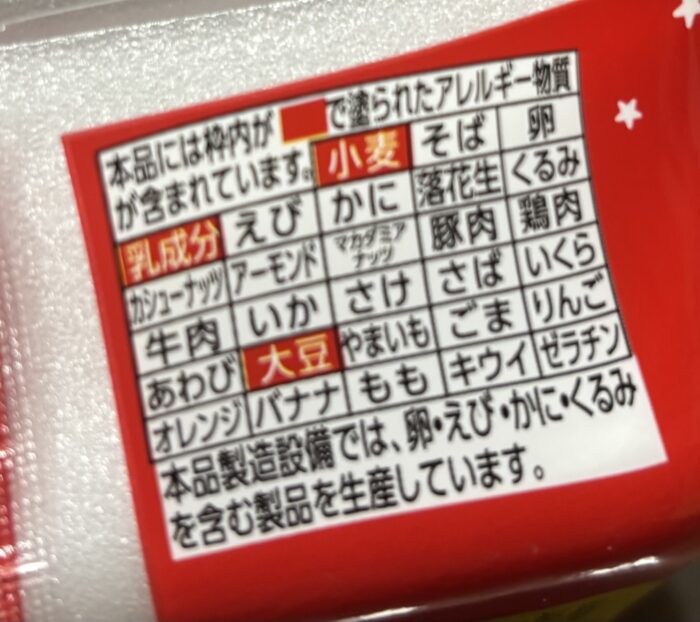 本品には枠内が で塗られたアレルギー物質
が含まれています。 小麦 そば 卵
乳成分 えび かに 落花生 くるみ
カシューナッツ アーモンド マカダミアナッツ 豚肉 鶏肉
牛肉 いか さけ さば いくら
あわび 大豆 やまいも ごま りんご
オレンジ バナナ もも キウイ ゼラチン
本品製造設備では、卵・えび・かに・くるみ
を含む製品を生産しています。